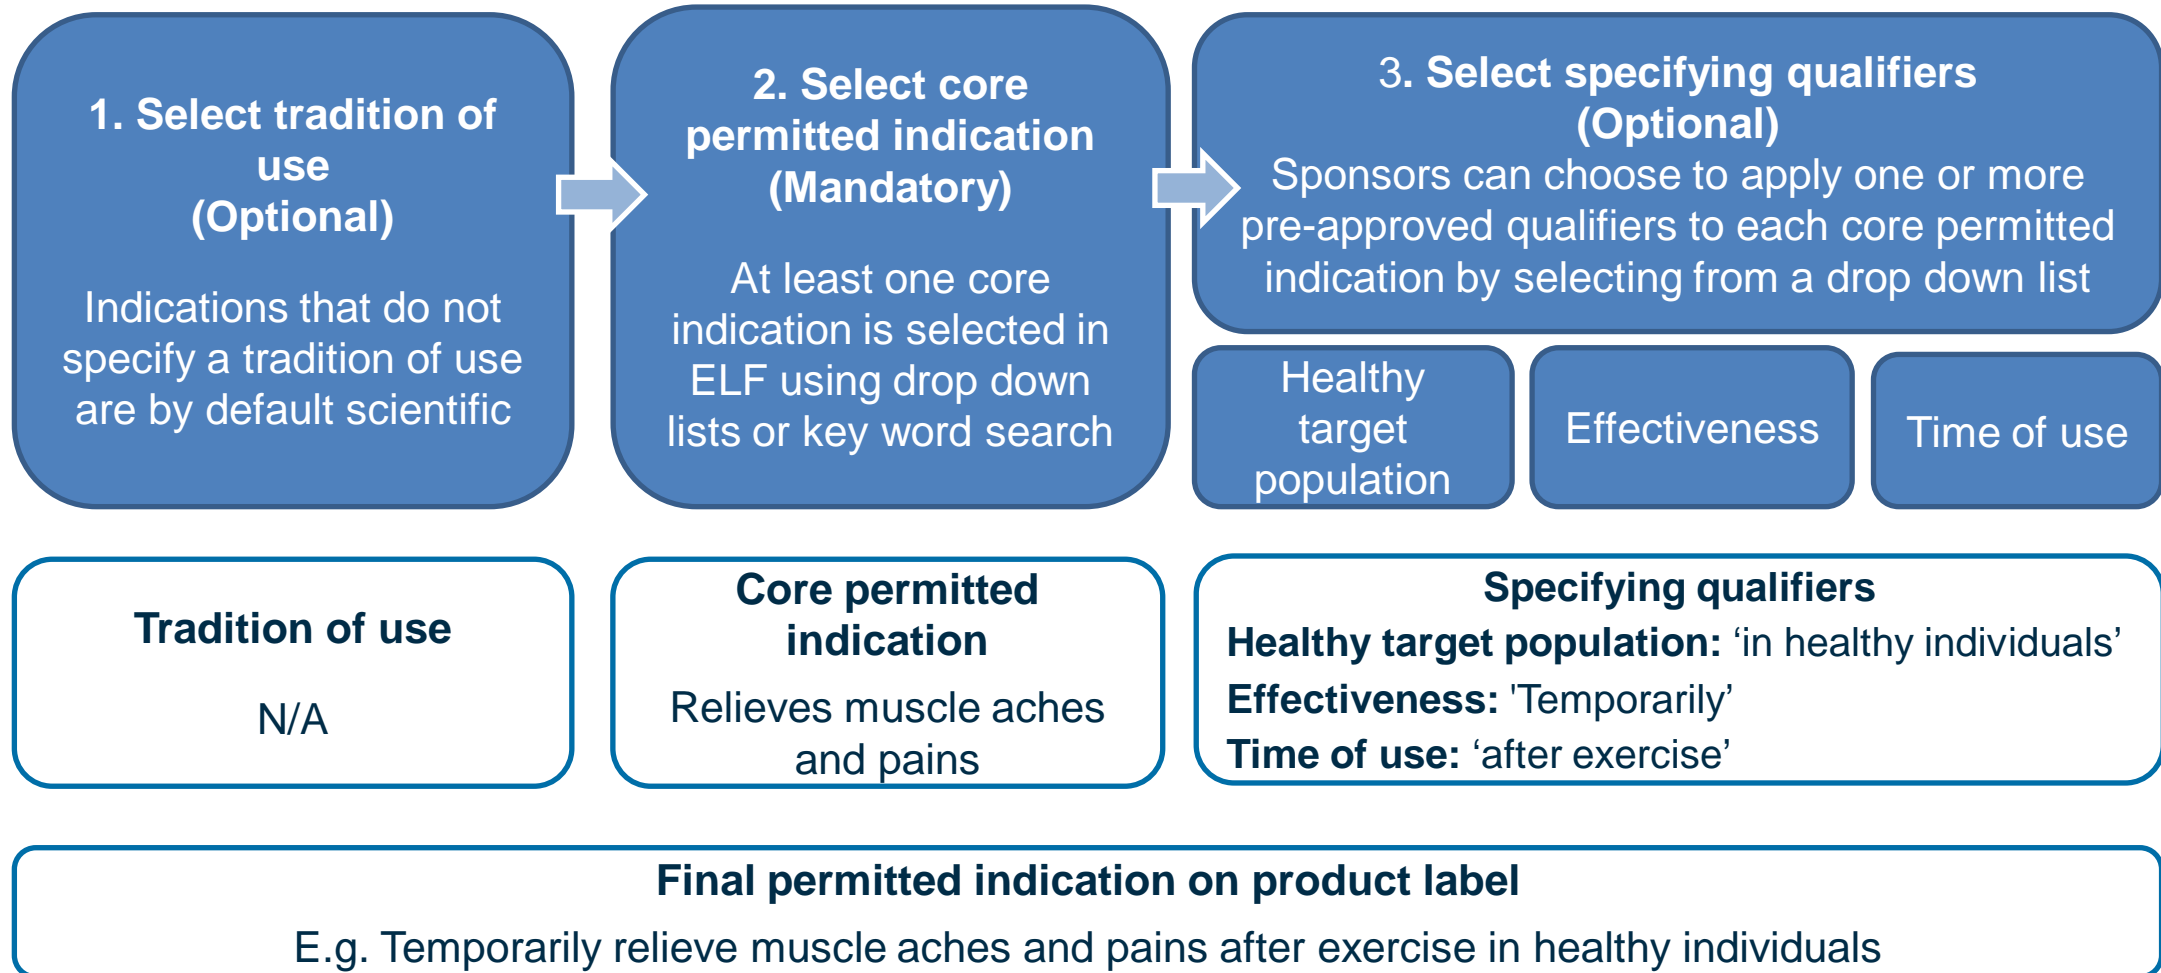 1. Select tradition of
use
(Optional)
Indications that do not
specify a tradition of use
are by default scientific
2. Select core
permitted indication
(Mandatory)
At least one core
indication is selected in
ELF using drop down
lists or key word search
3. Select specifying qualifiers
(Optional)
Sponsors can choose to apply one or more
pre-approved qualifiers to each core permitted
indication by selecting from a drop down list
Healthy
target
population
Effectiveness
Time of use
Tradition of use
N/A
Core permitted
indication
Relieves muscle aches
and pains
Specifying qualifiers
Healthy target population: ‘in healthy individuals’
Effectiveness: 'Temporarily’
Time of use: ‘after exercise’
Final permitted indication on product label
E.g. Temporarily relieve muscle aches and pains after exercise in healthy individuals